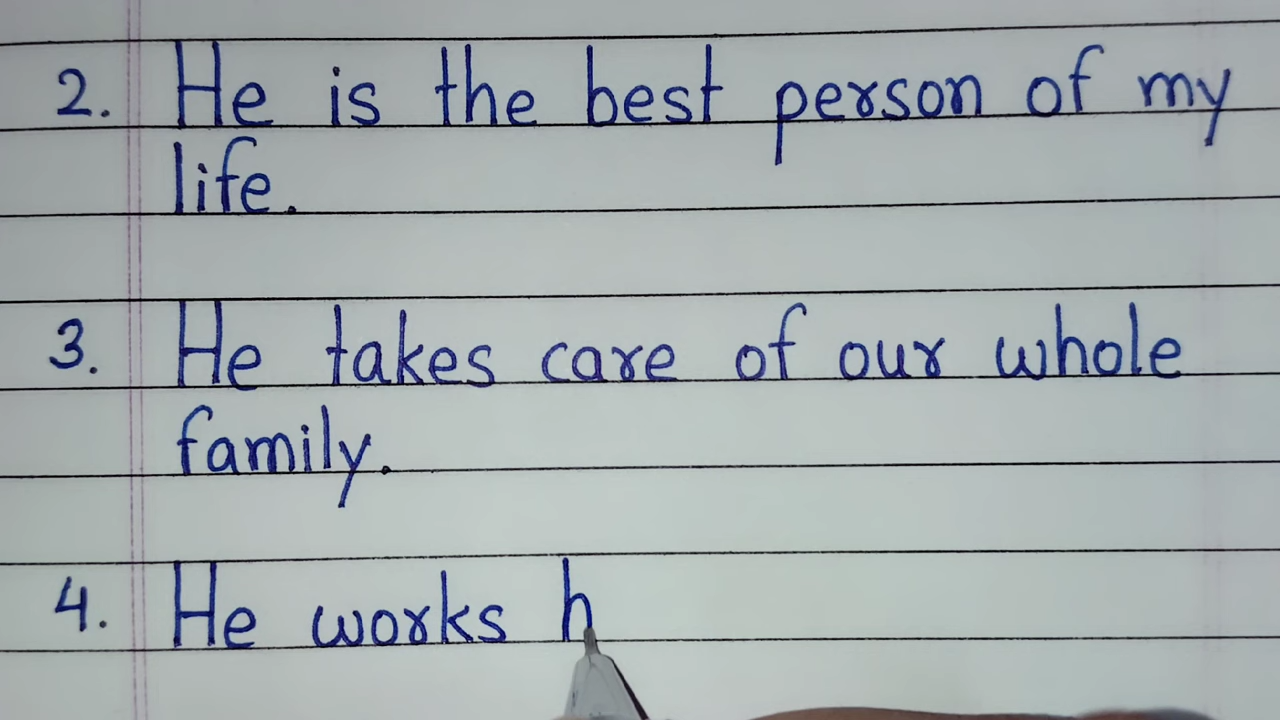 2. He is the best person of my
life.
3. He takes care of our whole
family.
4. He works h